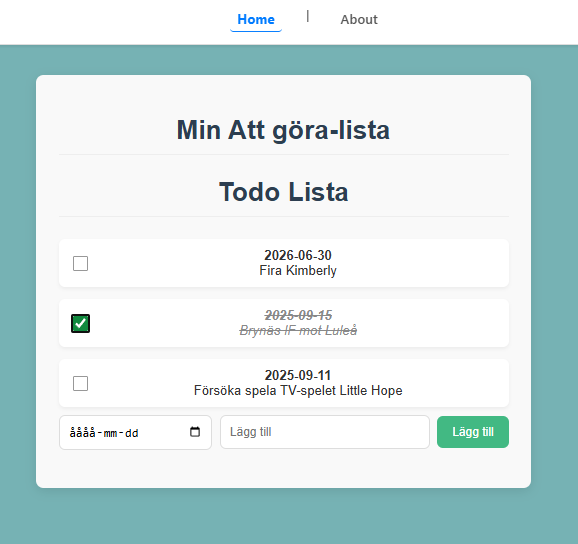 Home | About
Min Att göra-lista
Todo Lista
2026-06-30
Fira Kimberly
2025-09-15
Brynäs IF mot Luleå
2025-09-11
Försöka spela TV-spelet Little Hope
åååå-mm-dd Lägg till Lägg till